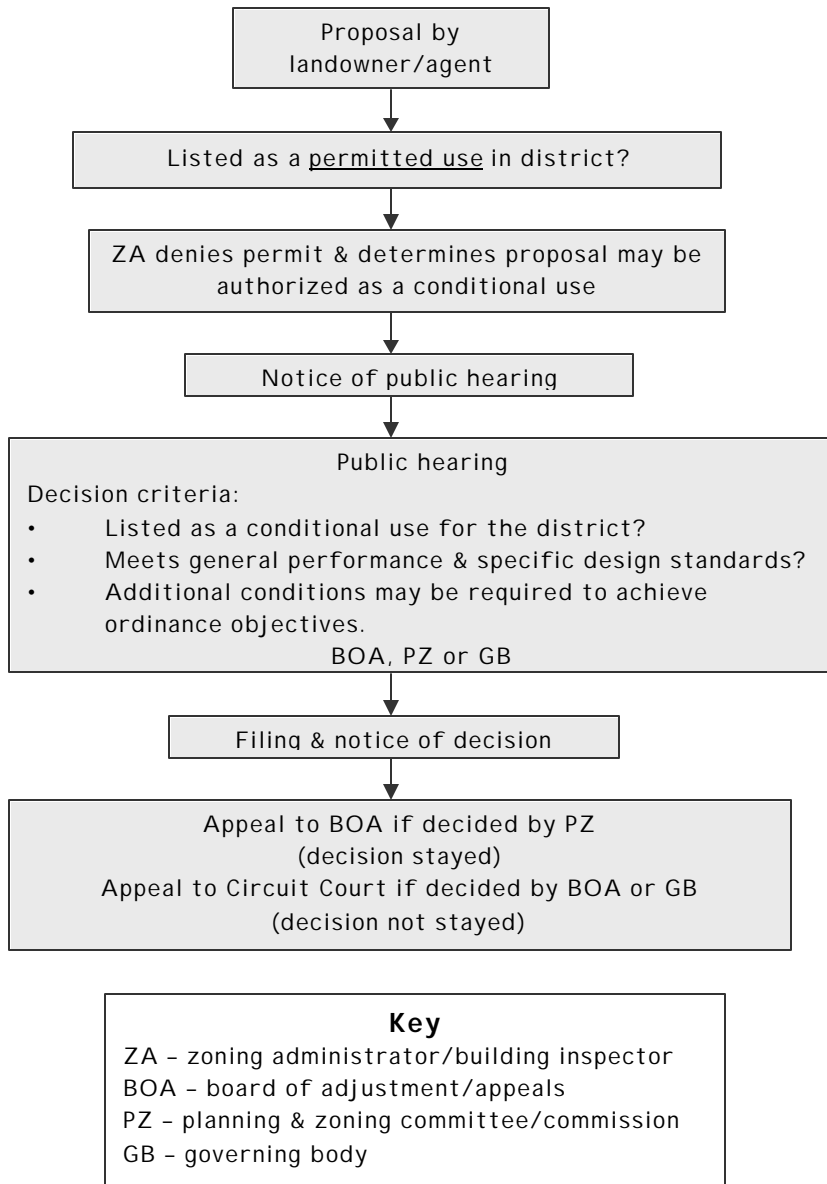 Proposal by
landowner/agent
Listed as a permitted use in district?
ZA denies permit & determines proposal may be
authorized as a conditional use
Notice of public hearing
Public hearing
Decision criteria:
• Listed as a conditional use for the district?
• Meets general performance & specific design standards?
• Additional conditions may be required to achieve
ordinance objectives.
BOA, PZ or GB
Filing & notice of decision
Appeal to BOA if decided by PZ
(decision stayed)
Appeal to Circuit Court if decided by BOA or GB
(decision not stayed)
Key
ZA – zoning administrator/building inspector
BOA – board of adjustment/appeals
PZ – planning & zoning committee/commission
GB – governing body